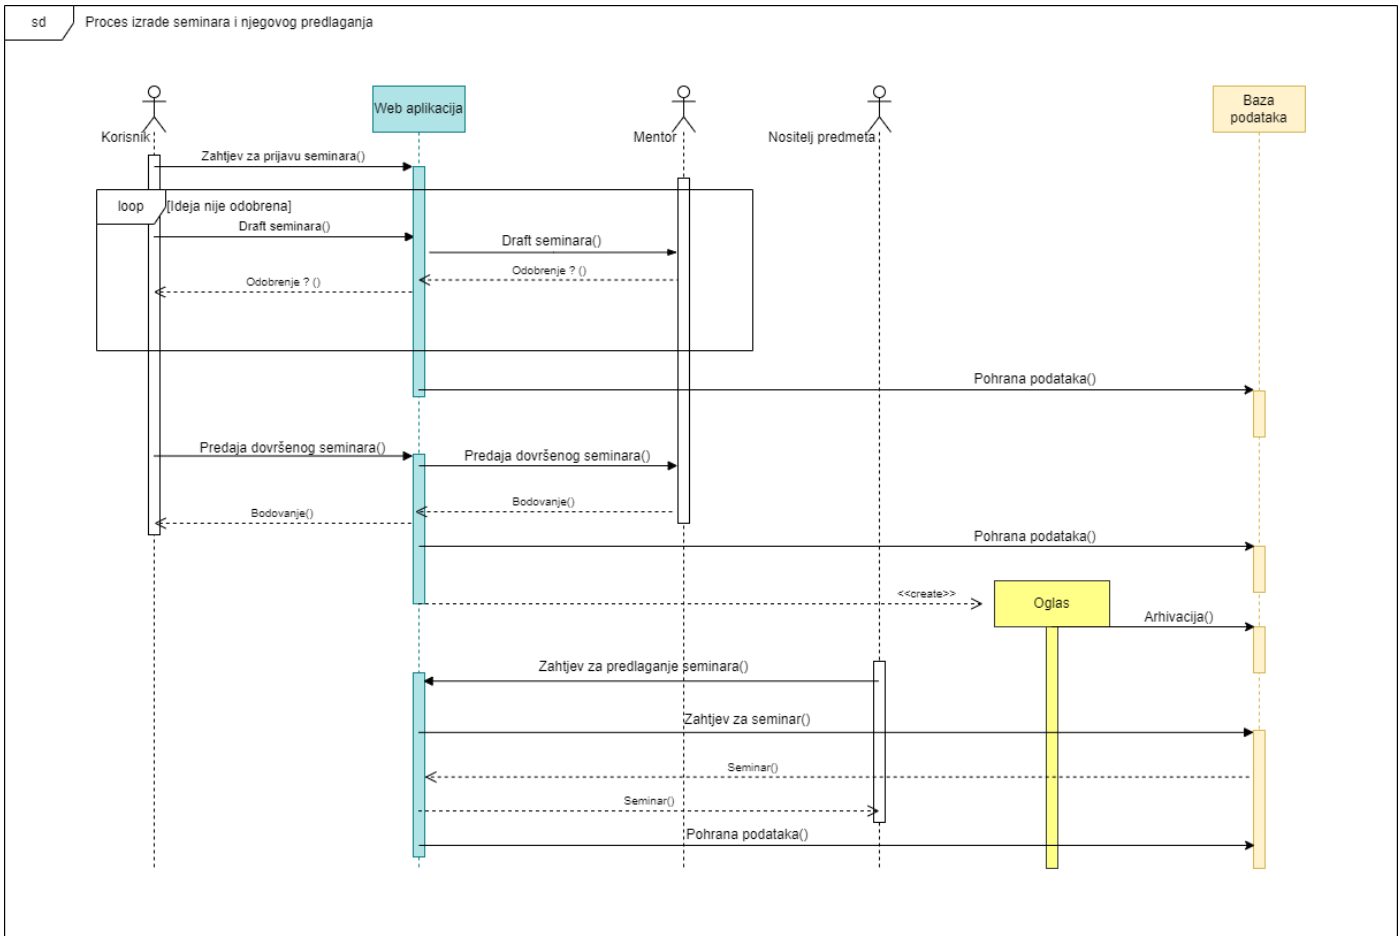 sd
Proces izrade seminara i njegovog predlaganja
Korisnik
Web aplikacija
Mentor
Nositelj predmeta
Baza
podataka
Zahtjev za prijavu seminara()
loop
[Ideja nije odobrena]
Draft seminara()
Draft seminara()
Odobrenje ? ()
Odobrenje ? ()
Pohrana podataka()
Predaja dovršenog seminara()
Predaja dovršenog seminara()
Bodovanje()
Bodovanje()
Pohrana podataka()
<<create>>
Oglas
Arhivacija()
Zahtjev za predlaganje seminara()
Zahtjev za seminar()
Seminar()
Seminar()
Pohrana podataka()